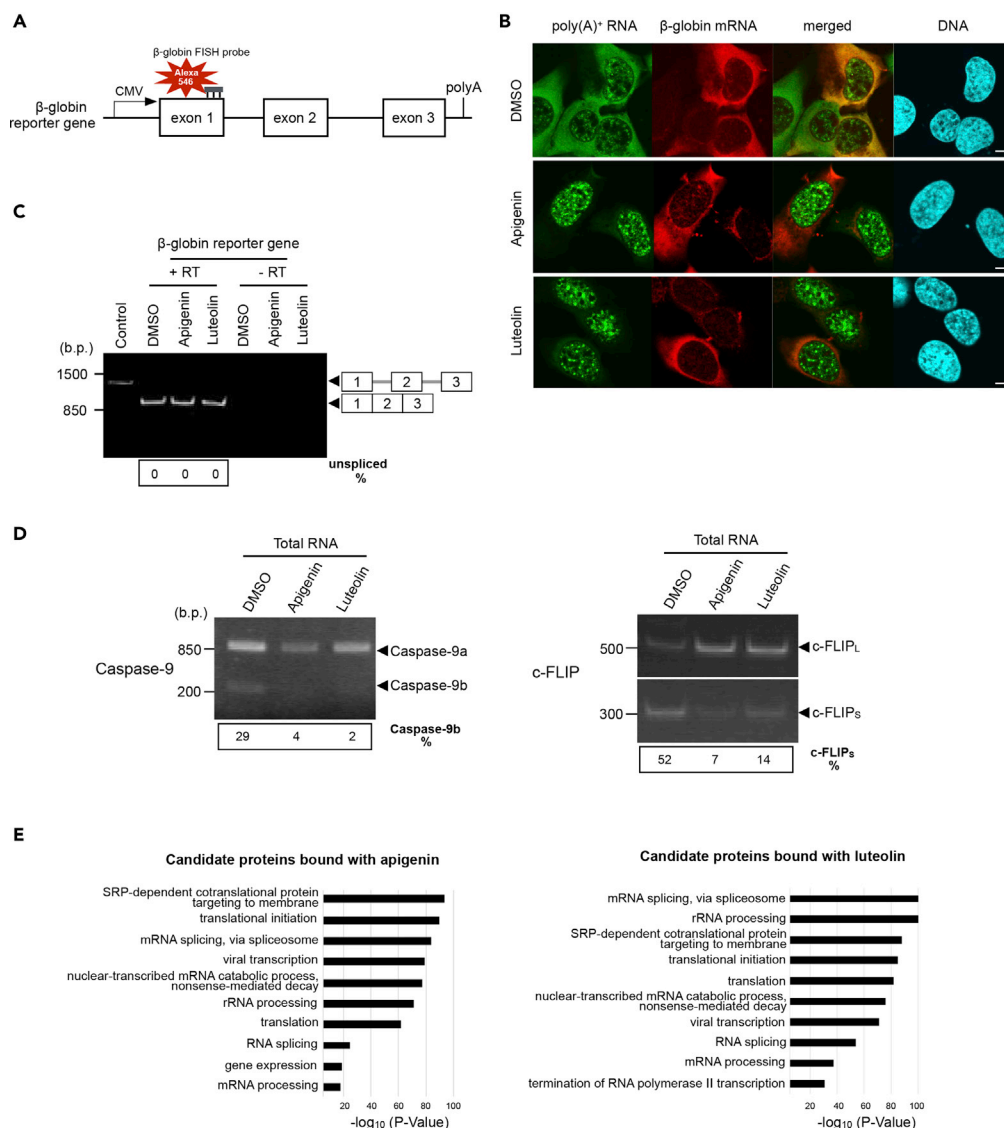 A
β-globin FISH probe
Alexa
546
CMV
polyA
β-globin
reporter gene
exon 1
exon 2
exon 3
B
poly(A)+ RNA
β-globin mRNA
merged
DNA
DMSO
Apigenin
Luteolin
C
β-globin reporter gene
+ RT
- RT
Control
DMSO
Apigenin
Luteolin
DMSO
Apigenin
Luteolin
(b.p.)
1500
850
1
2
3
1
2
3
0
0
0
unspliced
%
D
Total RNA
DMSO
Apigenin
Luteolin
(b.p.)
Caspase-9
850
200
Caspase-9a
Caspase-9b
29
4
2
Caspase-9b
%
Total RNA
DMSO
Apigenin
Luteolin
c-FLIP
500
300
c-FLIPL
c-FLIPS
52
7
14
c-FLIPS
%
E
Candidate proteins bound with apigenin
SRP-dependent cotranslational protein
targeting to membrane
translational initiation
mRNA splicing, via spliceosome
viral transcription
nuclear-transcribed mRNA catabolic process,
nonsense-mediated decay
rRNA processing
translation
RNA splicing
gene expression
mRNA processing
20
40
60
80
100
-log10 (P-Value)
Candidate proteins bound with luteolin
mRNA splicing, via spliceosome
rRNA processing
SRP-dependent cotranslational protein
targeting to membrane
translational initiation
translation
nuclear-transcribed mRNA catabolic process,
nonsense-mediated decay
viral transcription
RNA splicing
mRNA processing
termination of RNA polymerase II transcription
20
40
60
80
100
-log10 (P-Value)